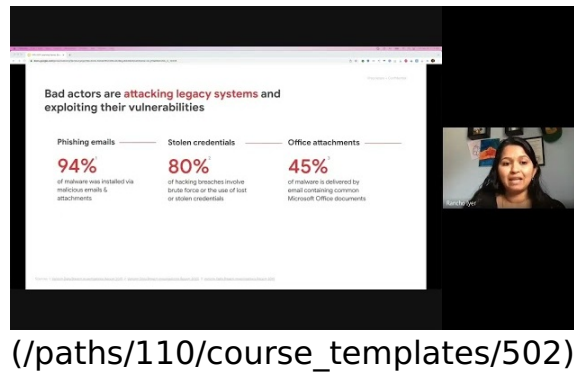 Bad actors are attacking legacy systems and
exploiting their vulnerabilities
Phishing emails
94%
of malware was installed via
malicious emails &
attachments
Stolen credentials
80%
of hacking breaches involve
brute force or the use of lost
or stolen credentials
Office attachments
45%
of malware is delivered by
email containing common
Microsoft Office documents
(/paths/110/course_templates/502)